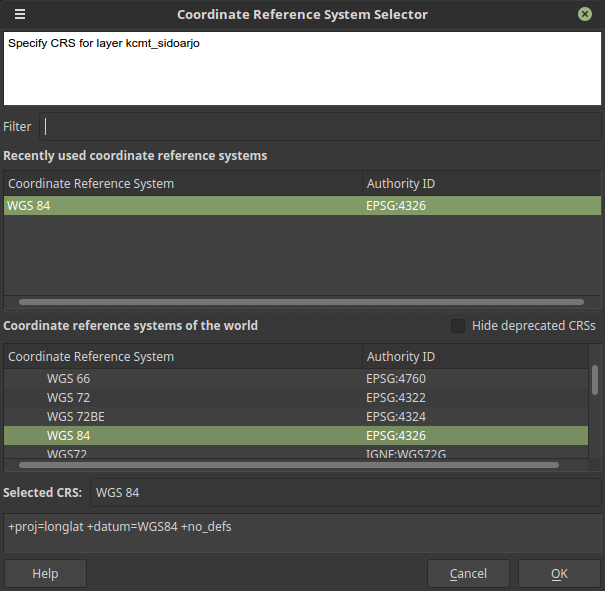 Coordinate Reference System Selector
Specify CRS for layer kcmt_sidoarjo
Filter
Recently used coordinate reference systems
Coordinate Reference System Authority ID
WGS 84 EPSG:4326
Coordinate reference systems of the world Hide deprecated CRSs
Coordinate Reference System Authority ID
WGS 66 EPSG:4760
WGS 72 EPSG:4322
WGS 72BE EPSG:4324
WGS 84 EPSG:4326
WGS72 IGNF:WGS72G
Selected CRS: WGS 84
+proj=longlat +datum=WGS84 +no_defs
Help Cancel OK